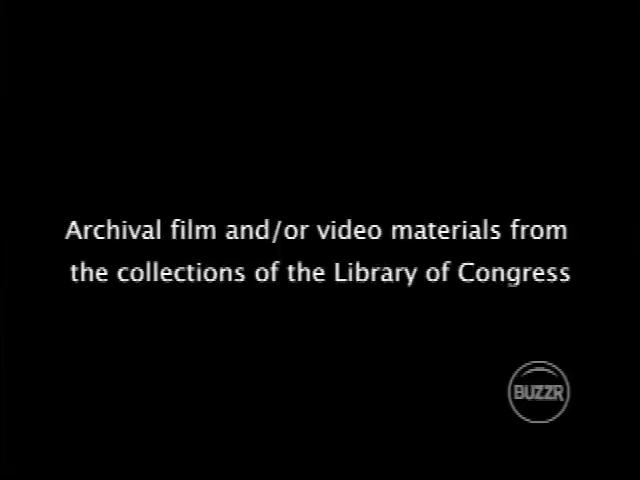 Archival film and/or video materials from
the collections of the Library of Congress
BUZZR